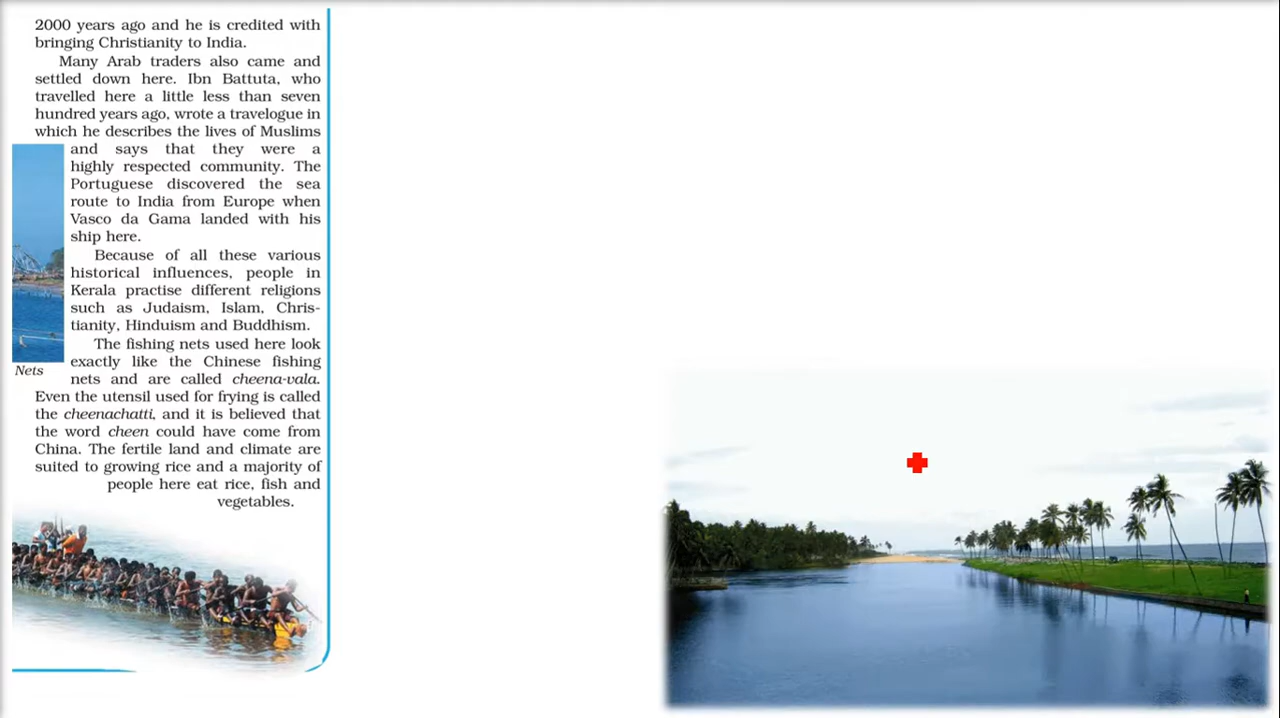 2000 years ago and he is credited with
bringing Christianity to India.
Many Arab traders also came and
settled down here. Ibn Battuta, who
travelled here a little less than seven
hundred years ago, wrote a travelogue in
which he describes the lives of Muslims
and says that they were a
highly respected community. The
Portuguese discovered the sea
route to India from Europe when
Vasco da Gama landed with his
ship here.
Because of all these various
historical influences, people in
Kerala practise different religions
such as Judaism, Islam, Chris-
tianity, Hinduism and Buddhism.
The fishing nets used here look
exactly like the Chinese fishing
nets and are called cheena-vala.
Nets
Even the utensil used for frying is called
the cheenachatti, and it is believed that
the word cheen could have come from
China. The fertile land and climate are
suited to growing rice and a majority of
people here eat rice, fish and
vegetables.